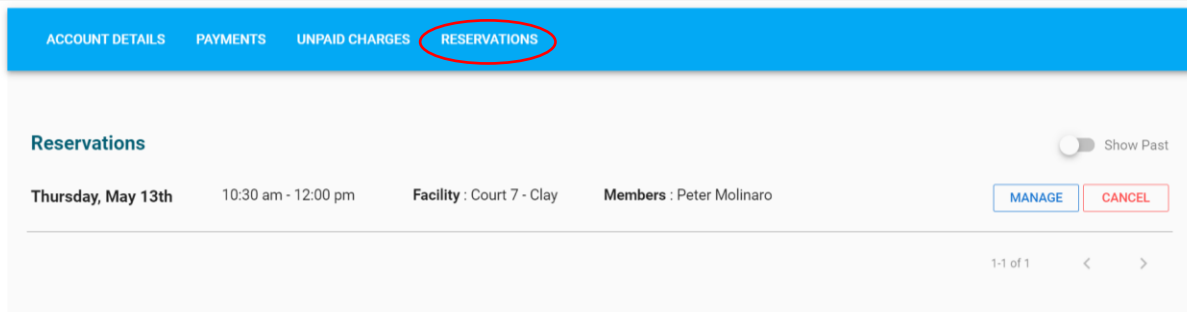 ACCOUNT DETAILS PAYMENTS UNPAID CHARGES RESERVATIONS
Reservations Show Past
Thursday, May 13th 10:30 am - 12:00 pm Facility : Court 7 - Clay Members : Peter Molinaro MANAGE CANCEL
1-1 of 1 < >